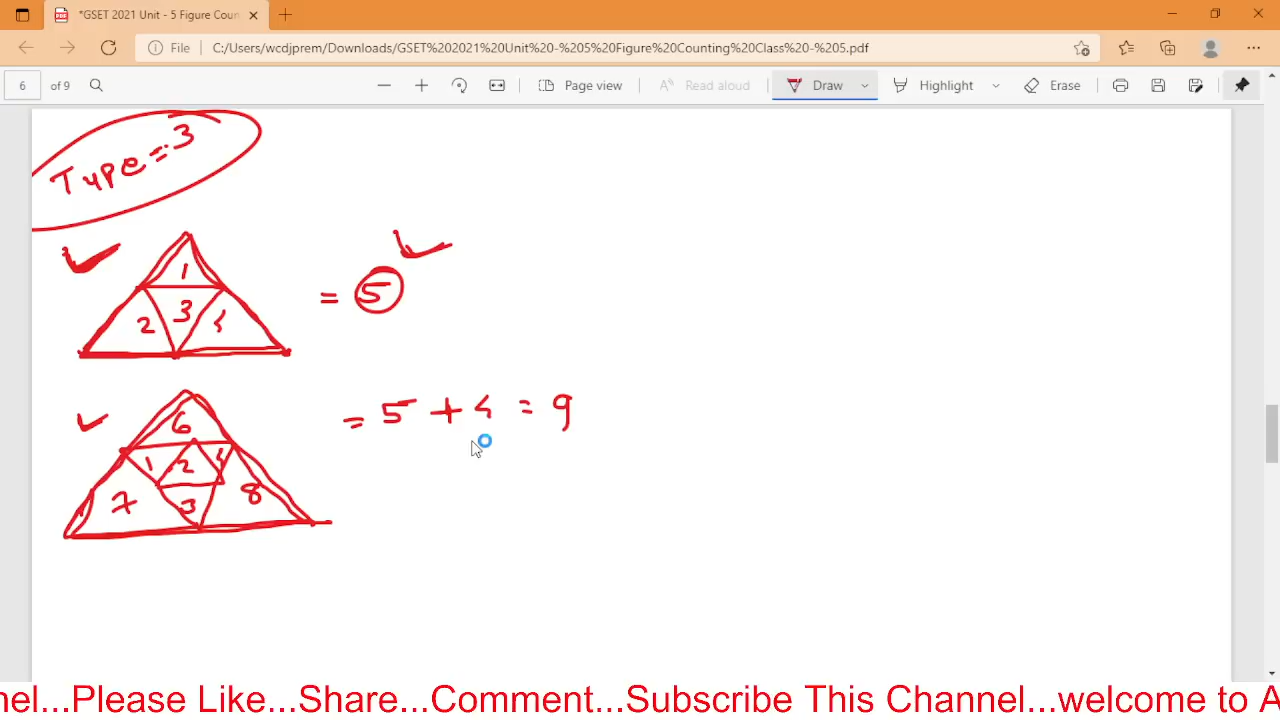 *GSET 2021 Unit - 5 Figure Coun
File C:/Users/wcdjprem/Downloads/GSET%202021%20Unit%20-%205%20Figure%20Counting%20Class%20-%205.pdf
6 of 9 Page view Read aloud Draw Highlight Erase
Type=3
1
2 3 4
= 5
6
1 2 4
7 3 8
= 5 + 4 = 9
nel...Please Like...Share...Comment...Subscribe This Channel...welcome to A